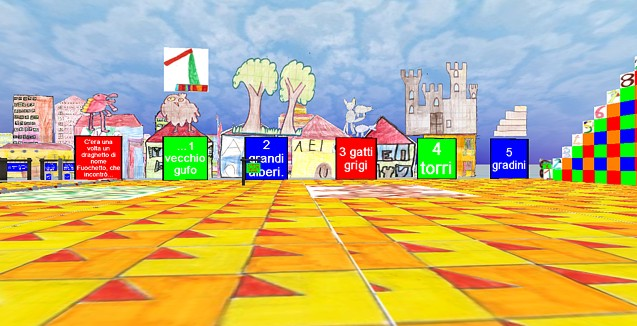 C'era una
volta un
draghetto di
nome
Fuochetto, che
incontrò...
... 1
vecchio
gufo
2
grandi
alberi.
A E I
3 gatti
grigi
4
torri
5
gradini
8